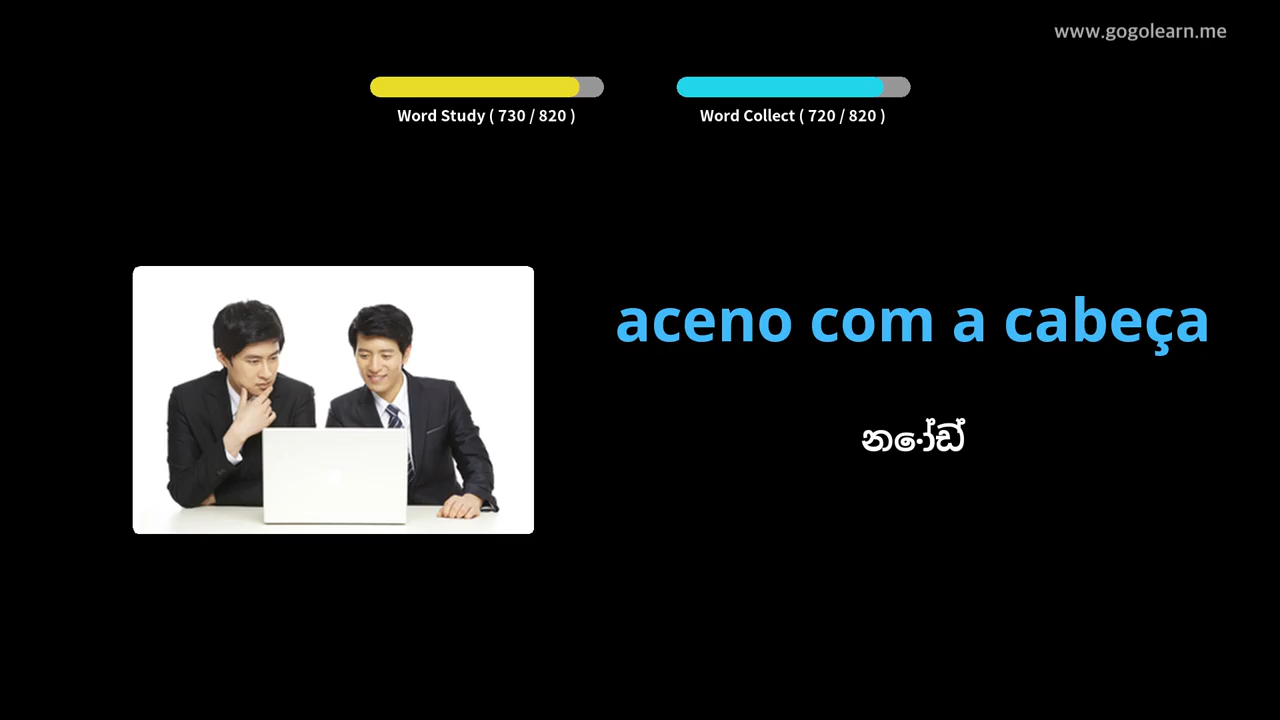 www.gogolearn.me
Word Study ( 730 / 820 )
Word Collect ( 720 / 820 )
aceno com a cabeça
නෝඩ්